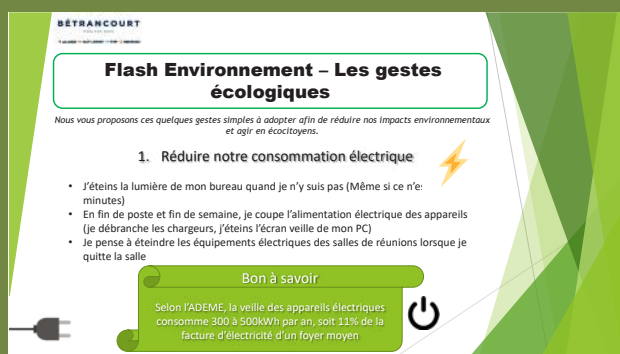 BÉTRANCOURT
Flash Environnement – Les gestes
écologiques
Nous vous proposons ces quelques gestes simples à adopter afin de réduire nos impacts environnementaux
et agir en écocitoyens.
1. Réduire notre consommation électrique
• J'éteins la lumière de mon bureau quand je n'y suis pas (Même si ce n'es
minutes)
• En fin de poste et fin de semaine, je coupe l'alimentation électrique des appareils
(je débranche les chargeurs, j'éteins l'écran veille de mon PC)
• Je pense à éteindre les équipements électriques des salles de réunions lorsque je
quitte la salle
Bon à savoir
Selon l'ADEME, la veille des appareils électriques
consomme 300 à 500kWh par an, soit 11% de la
facture d'électricité d'un foyer moyen